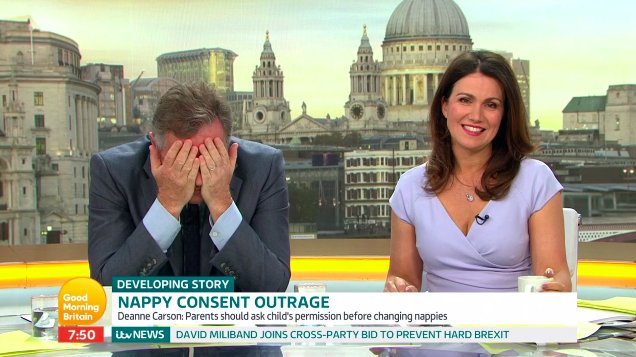 DEVELOPING STORY
NAPPY CONSENT OUTRAGE
Deanne Carson: Parents should ask child's permission before changing nappies
Good
Morning
Britain
7:50
itv NEWS
DAVID MILIBAND JOINS CROSS-PARTY BID TO PREVENT HARD BREXIT